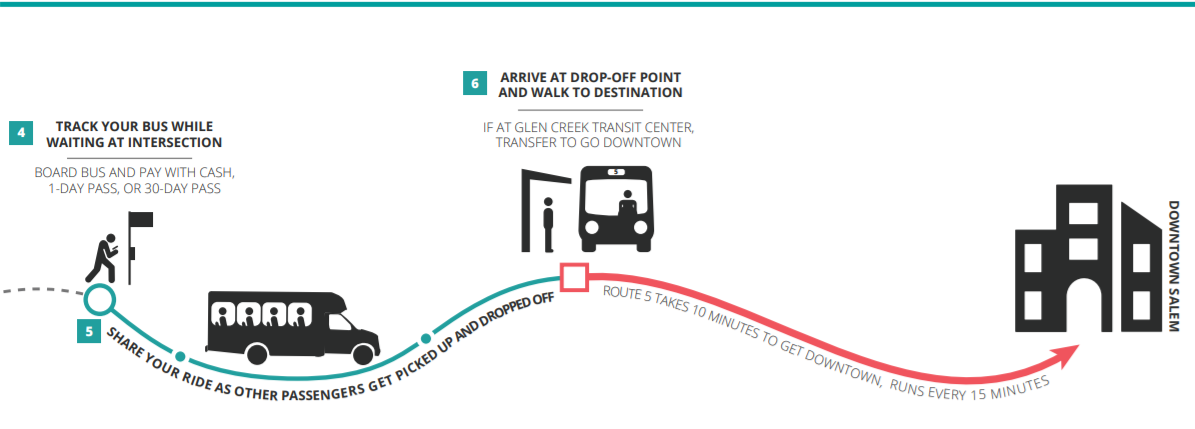 4
TRACK YOUR BUS WHILE
WAITING AT INTERSECTION
BOARD BUS AND PAY WITH CASH,
1-DAY PASS, OR 30-DAY PASS
5
SHARE YOUR RIDE AS OTHER PASSENGERS GET PICKED UP AND DROPPED OFF
6
ARRIVE AT DROP-OFF POINT
AND WALK TO DESTINATION
IF AT GLEN CREEK TRANSIT CENTER,
TRANSFER TO GO DOWNTOWN
5
ROUTE 5 TAKES 10 MINUTES TO GET DOWNTOWN, RUNS EVERY 15 MINUTES
DOWNTOWN SALEM